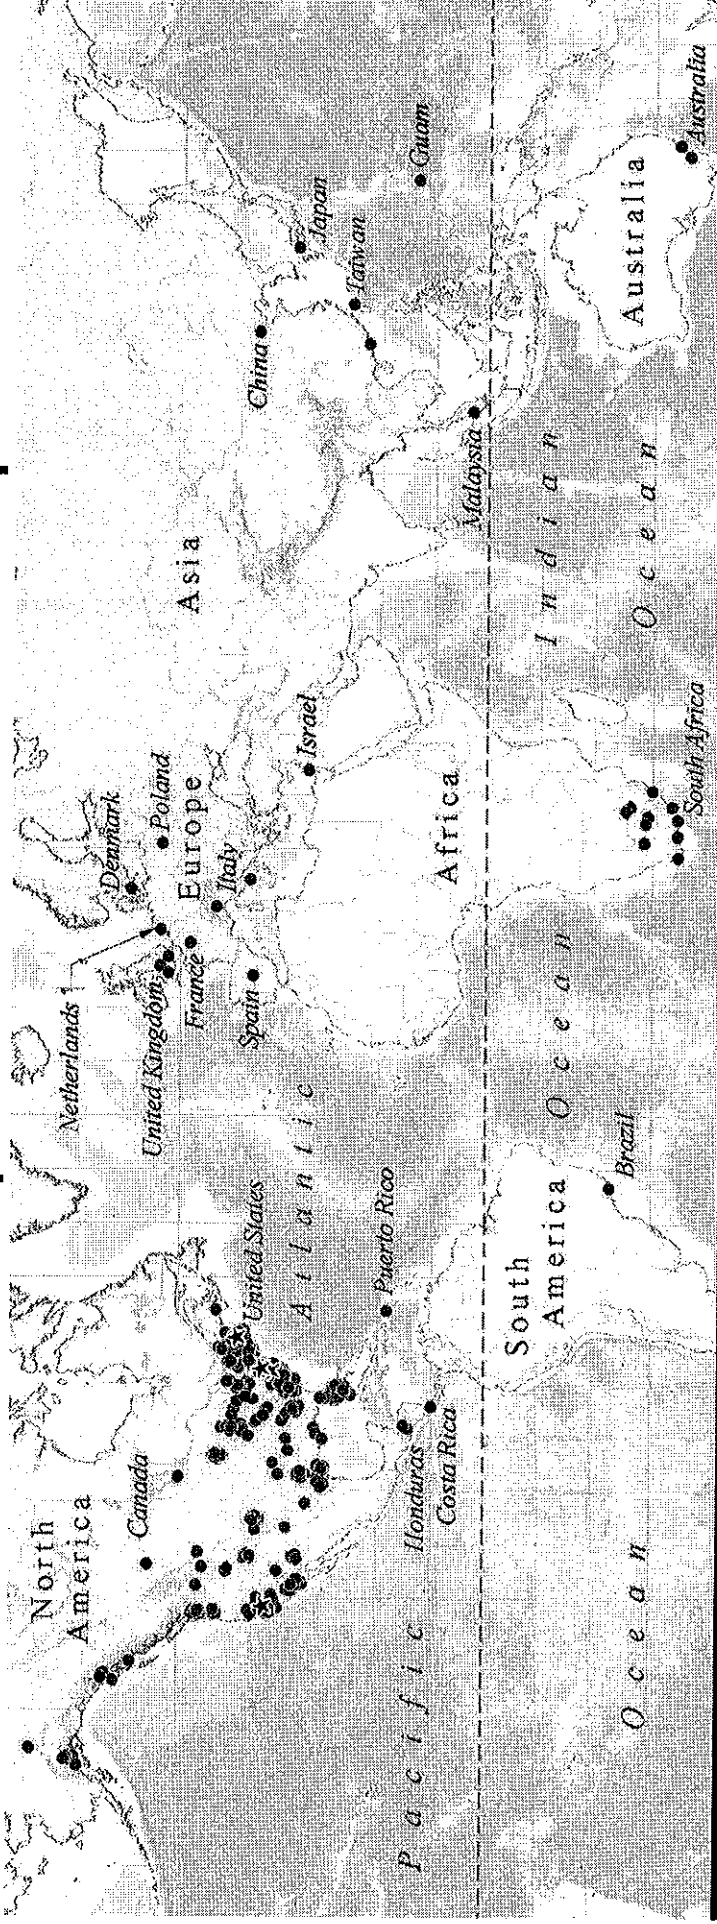 North
America
Canada
United States
Atlantic
Ocean
Puerto Rico
Honduras
Costa Rica
Pacific
Ocean
South
America
Brazil
Netherlands
United Kingdom
Denmark
Poland
Europe
France
Italy
Spain
Israel
Africa
South Africa
Asia
China
Japan
Taiwan
Guam
Malaysia
Indian
Ocean
Australia
Australia